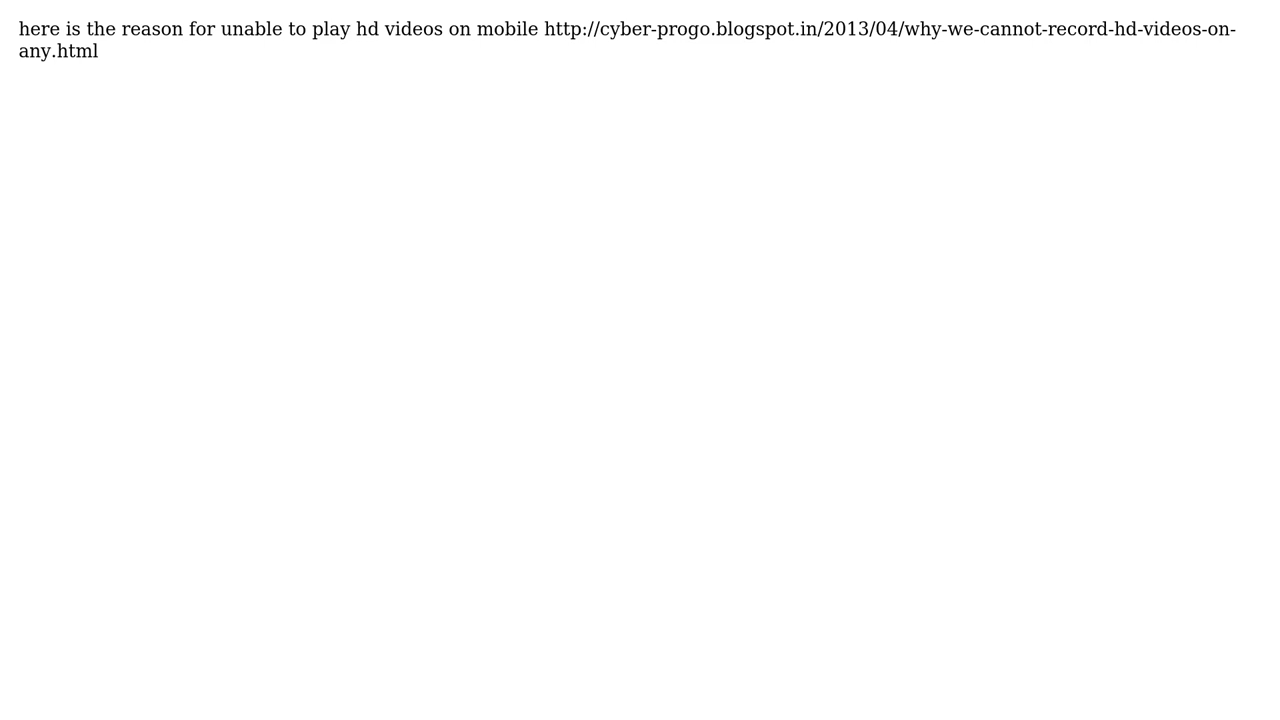 here is the reason for unable to play hd videos on mobile http://cyber-progo.blogspot.in/2013/04/why-we-cannot-record-hd-videos-on-
any.html